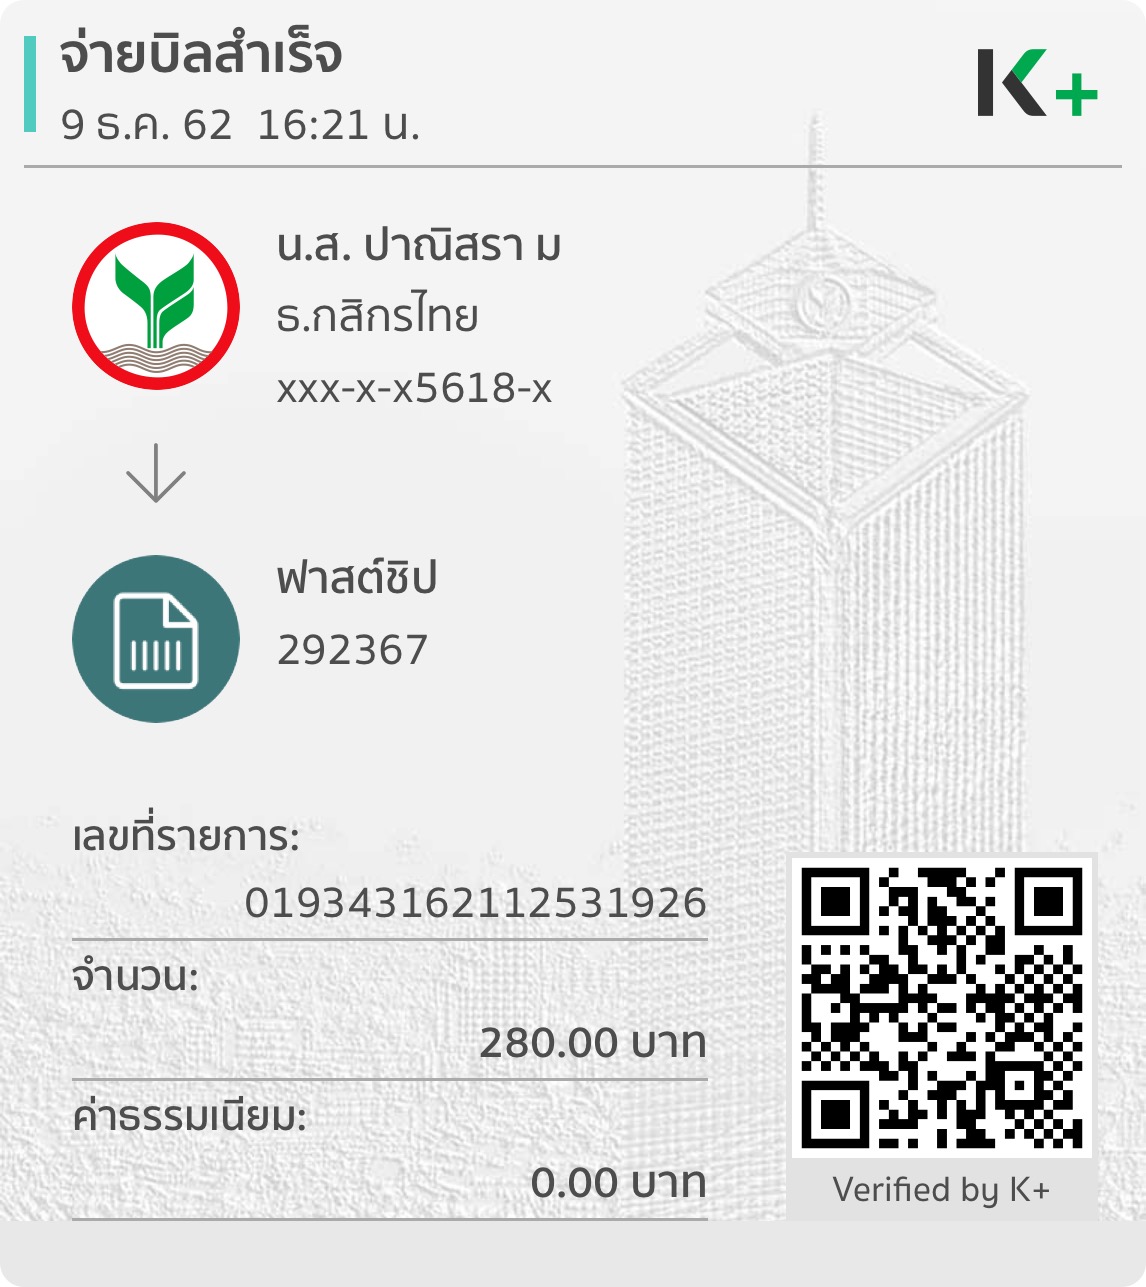 จ่ายบิลสำเร็จ
9 ธ.ค. 62  16:21 น.
K+
น.ส. ปาณิสรา ม
ธ.กสิกรไทย
xxx-x-x5618-x
ฟาสต์ชิป
292367
เลขที่รายการ:
019343162112531926
จำนวน:
280.00 บาท
ค่าธรรมเนียม:
0.00 บาท
Verified by K+